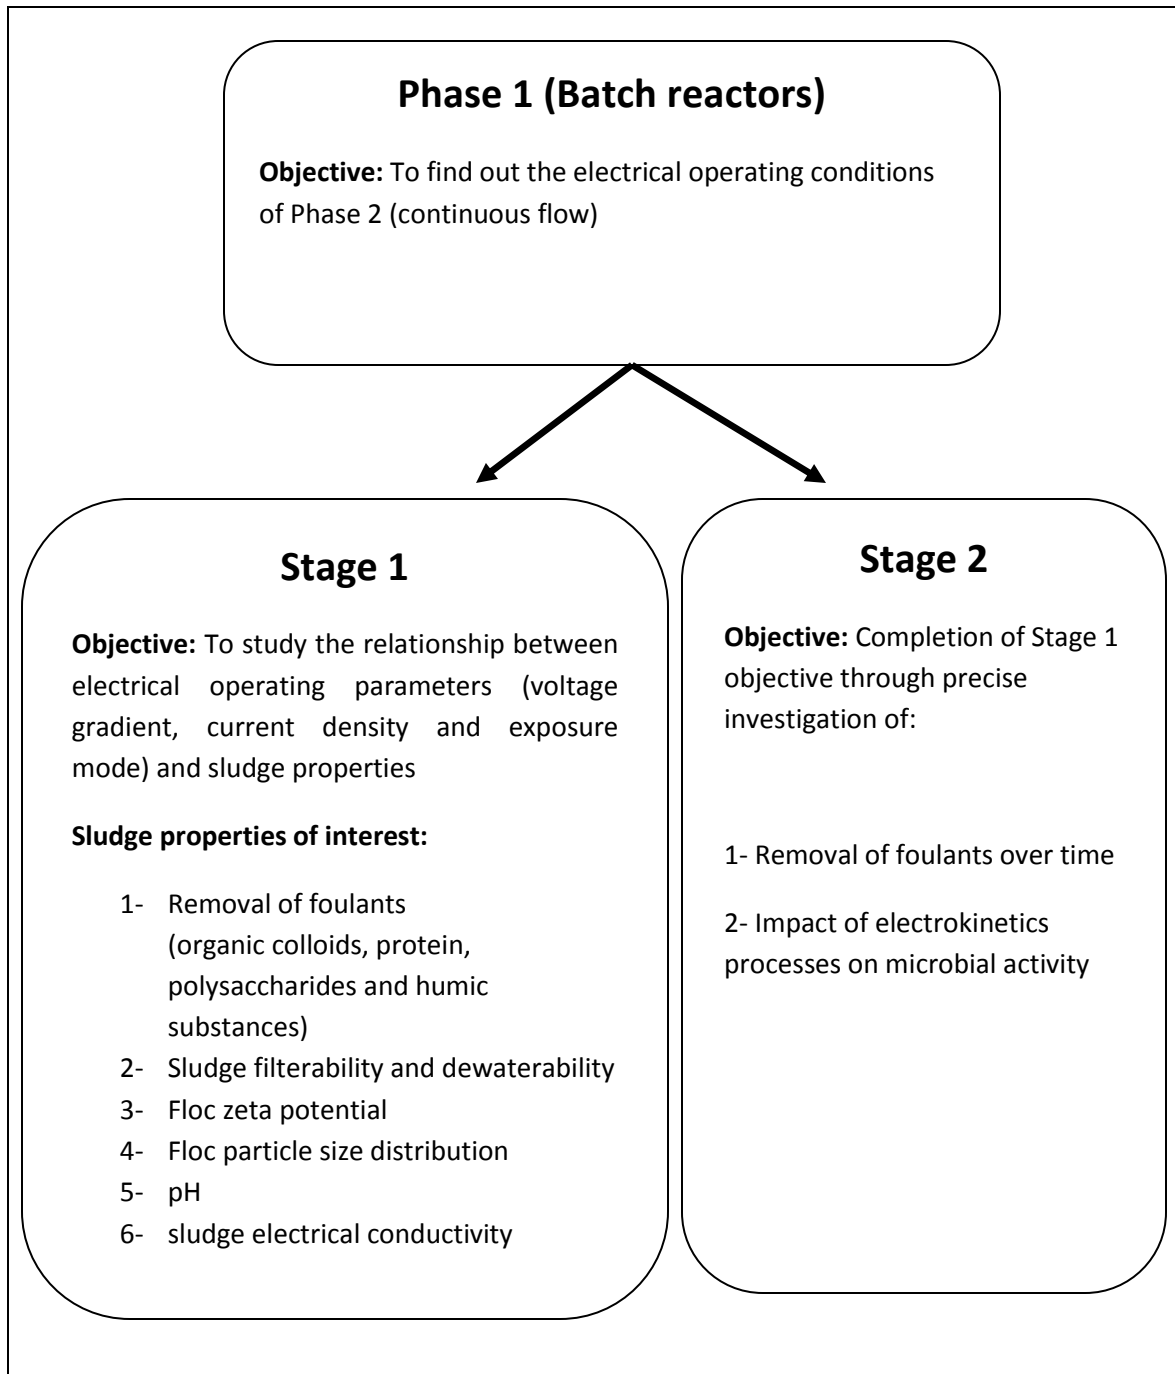 Phase 1 (Batch reactors)
Objective: To find out the electrical operating conditions
of Phase 2 (continuous flow)
Stage 1
Objective: To study the relationship between
electrical operating parameters (voltage
gradient, current density and exposure
mode) and sludge properties
Sludge properties of interest:
1- Removal of foulants
(organic colloids, protein,
polysaccharides and humic
substances)
2- Sludge filterability and dewaterability
3- Floc zeta potential
4- Floc particle size distribution
5- pH
6- sludge electrical conductivity
Stage 2
Objective: Completion of Stage 1
objective through precise
investigation of:
1- Removal of foulants over time
2- Impact of electrokinetics
processes on microbial activity